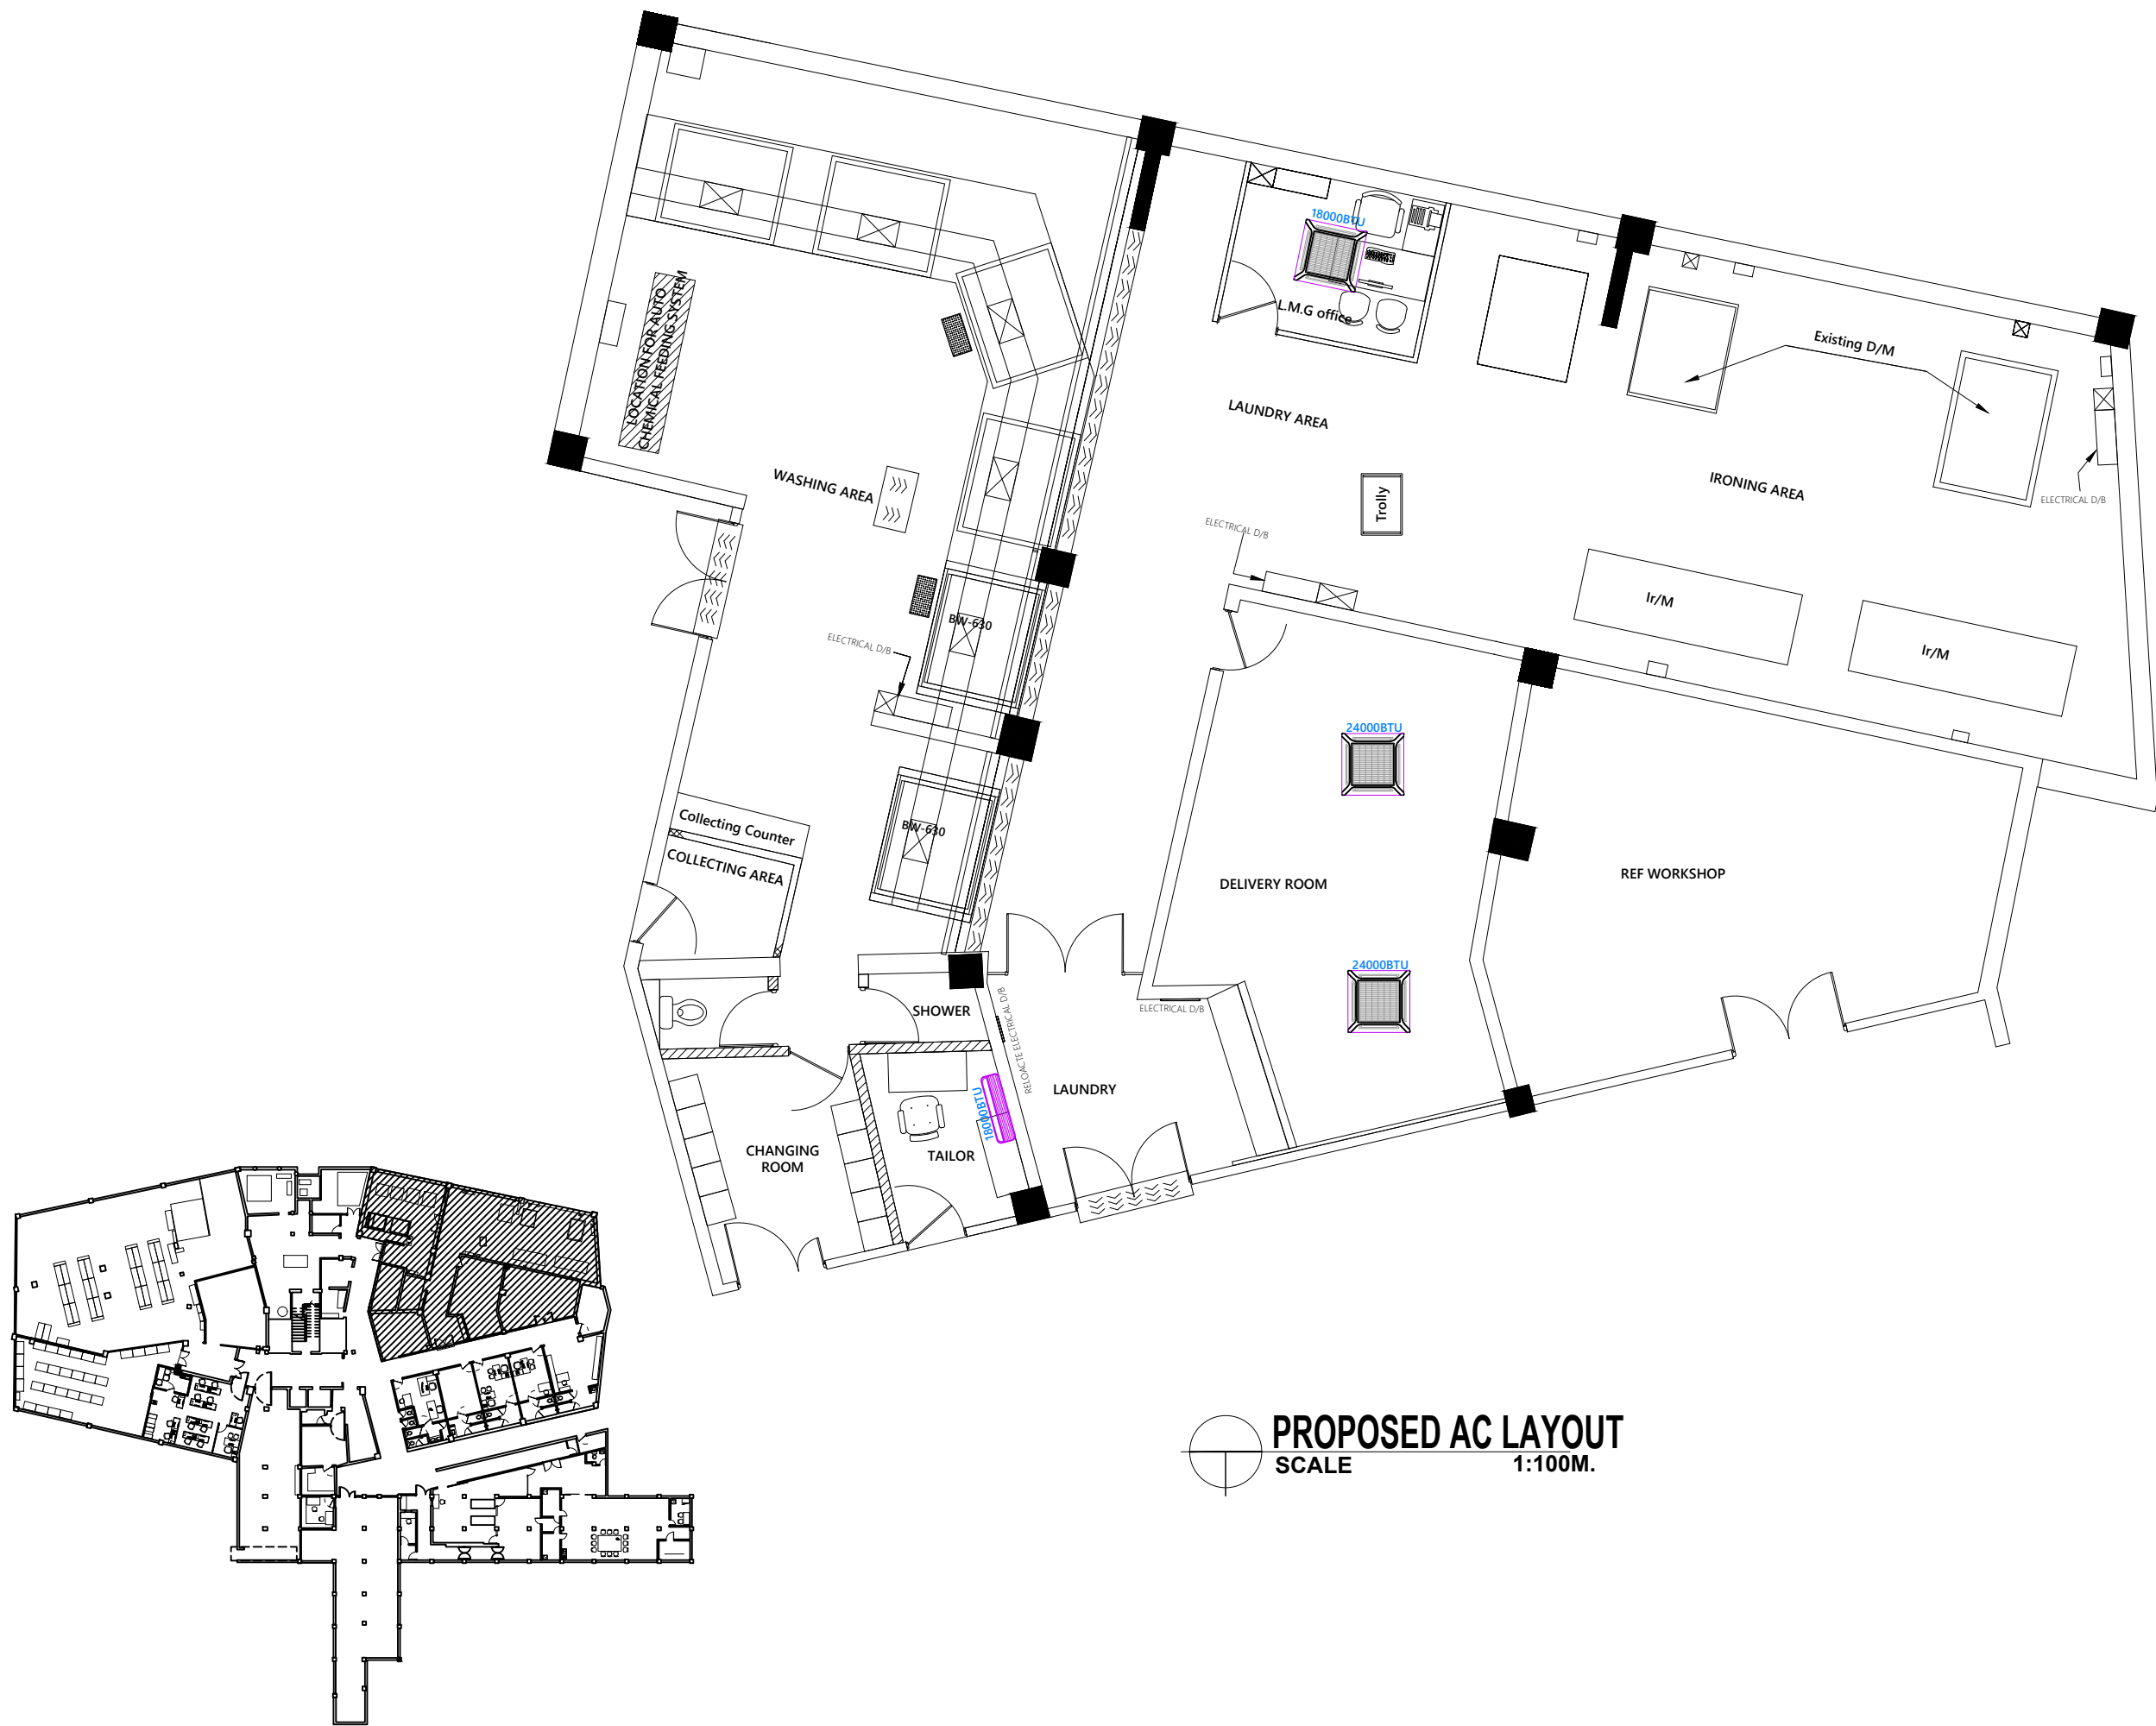 18000BTU
L.M.G office
LOCATION FOR AUTO
CHEMICAL FEEDING SYSTEM
Existing D/M
LAUNDRY AREA
WASHING AREA
IRONING AREA
Trolly
ELECTRICAL D/B
ELECTRICAL D/B
Ir/M
Ir/M
BW-630
ELECTRICAL D/B
24000BTU
Collecting Counter
BW-630
COLLECTING AREA
DELIVERY ROOM
REF WORKSHOP
24000BTU
SHOWER
ELECTRICAL D/B
RELOACTE ELECTRICAL D/B
LAUNDRY
18000BTU
CHANGING
ROOM
TAILOR
PROPOSED AC LAYOUT
SCALE 1:100M.